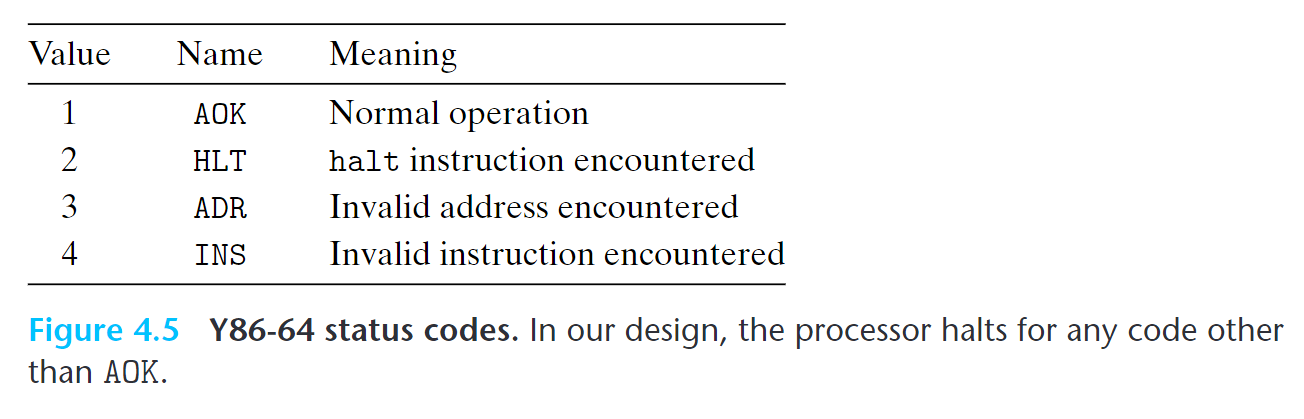 Value Name Meaning
1 AOK Normal operation
2 HLT halt instruction encountered
3 ADR Invalid address encountered
4 INS Invalid instruction encountered
Figure 4.5 Y86-64 status codes. In our design, the processor halts for any code other
than AOK.